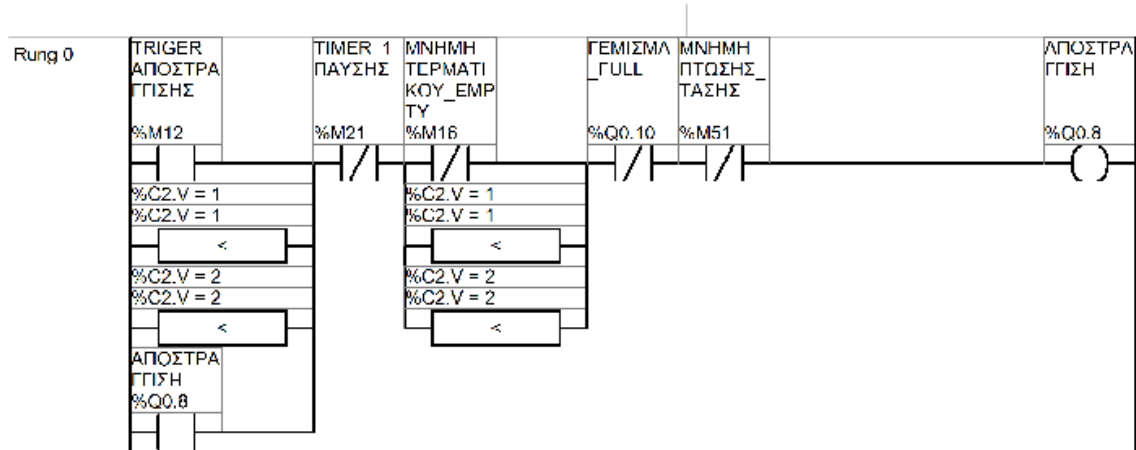 Rung 0
TRIGER
ΑΠΟΣΤΡΑ
ΓΓΙΣΗΣ
%M12
TIMER_1
ΠΑΥΣΗΣ
%M21
ΜΝΗΜΗ
ΤΕΡΜΑΤΙ
ΚΟΥ_EMP
TY
%M16
ΓΕΜΙΣΜΑ
_FULL
%Q0.10
ΜΝΗΜΗ
ΠΤΩΣΗΣ_
ΤΑΣΗΣ
%M51
ΑΠΟΣΤΡΑ
ΓΓΙΣΗ
%Q0.8
%C2.V = 1
%C2.V = 1
<
%C2.V = 2
%C2.V = 2
<
%C2.V = 1
%C2.V = 1
<
%C2.V = 2
%C2.V = 2
<
ΑΠΟΣΤΡΑ
ΓΓΙΣΗ
%Q0.8